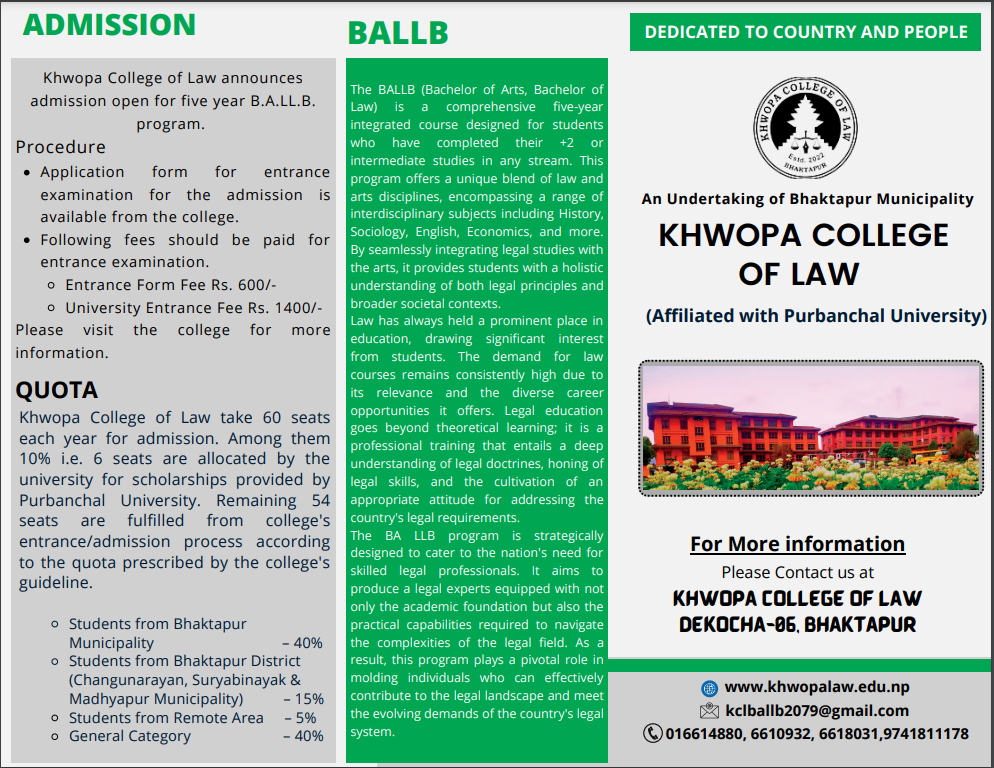 ADMISSION
Khwopa College of Law announces
admission open for five year B.A.LL.B.
program.
Procedure
• Application form for entrance
examination for the admission is
available from the college.
• Following fees should be paid for
entrance examination.
○ Entrance Form Fee Rs. 600/-
○ University Entrance Fee Rs. 1400/-
Please visit the college for more
information.
QUOTA
Khwopa College of Law take 60 seats
each year for admission. Among them
10% i.e. 6 seats are allocated by the
university for scholarships provided by
Purbanchal University. Remaining 54
seats are fulfilled from college's
entrance/admission process according
to the quota prescribed by the college's
guideline.
○ Students from Bhaktapur
Municipality – 40%
○ Students from Bhaktapur District
(Changunarayan, Suryabinayak &
Madhyapur Municipality) – 15%
○ Students from Remote Area – 5%
○ General Category – 40%
BALLB
The BALLB (Bachelor of Arts, Bachelor of
Law) is a comprehensive five-year
integrated course designed for students
who have completed their +2 or
intermediate studies in any stream. This
program offers a unique blend of law and
arts disciplines, encompassing a range of
interdisciplinary subjects including History,
Sociology, English, Economics, and more.
By seamlessly integrating legal studies with
the arts, it provides students with a holistic
understanding of both legal principles and
broader societal contexts.
Law has always held a prominent place in
education, drawing significant interest
from students. The demand for law
courses remains consistently high due to
its relevance and the diverse career
opportunities it offers. Legal education
goes beyond theoretical learning; it is a
professional training that entails a deep
understanding of legal doctrines, honing of
legal skills, and the cultivation of an
appropriate attitude for addressing the
country's legal requirements.
The BA LLB program is strategically
designed to cater to the nation's need for
skilled legal professionals. It aims to
produce a legal experts equipped with not
only the academic foundation but also the
practical capabilities required to navigate
the complexities of the legal field. As a
result, this program plays a pivotal role in
molding individuals who can effectively
contribute to the legal landscape and meet
the evolving demands of the country's legal
system.
DEDICATED TO COUNTRY AND PEOPLE
KHWOPA COLLEGE OF LAW
Estd. 2022
BHAKTAPUR
An Undertaking of Bhaktapur Municipality
KHWOPA COLLEGE
OF LAW
(Affiliated with Purbanchal University)
For More information
Please Contact us at
KHWOPA COLLEGE OF LAW
DEKOCHA-06, BHAKTAPUR
www.khwopalaw.edu.np
kclballb2079@gmail.com
016614880, 6610932, 6618031,9741811178